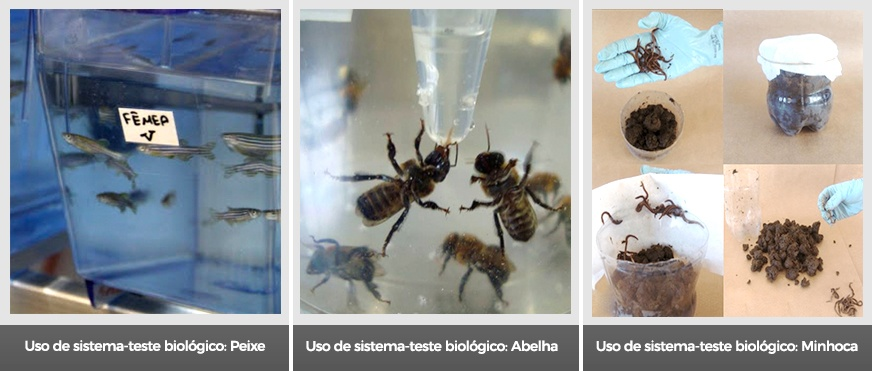 FÊMEA
Uso de sistema-teste biológico: Peixe
Uso de sistema-teste biológico: Abelha
Uso de sistema-teste biológico: Minhoca